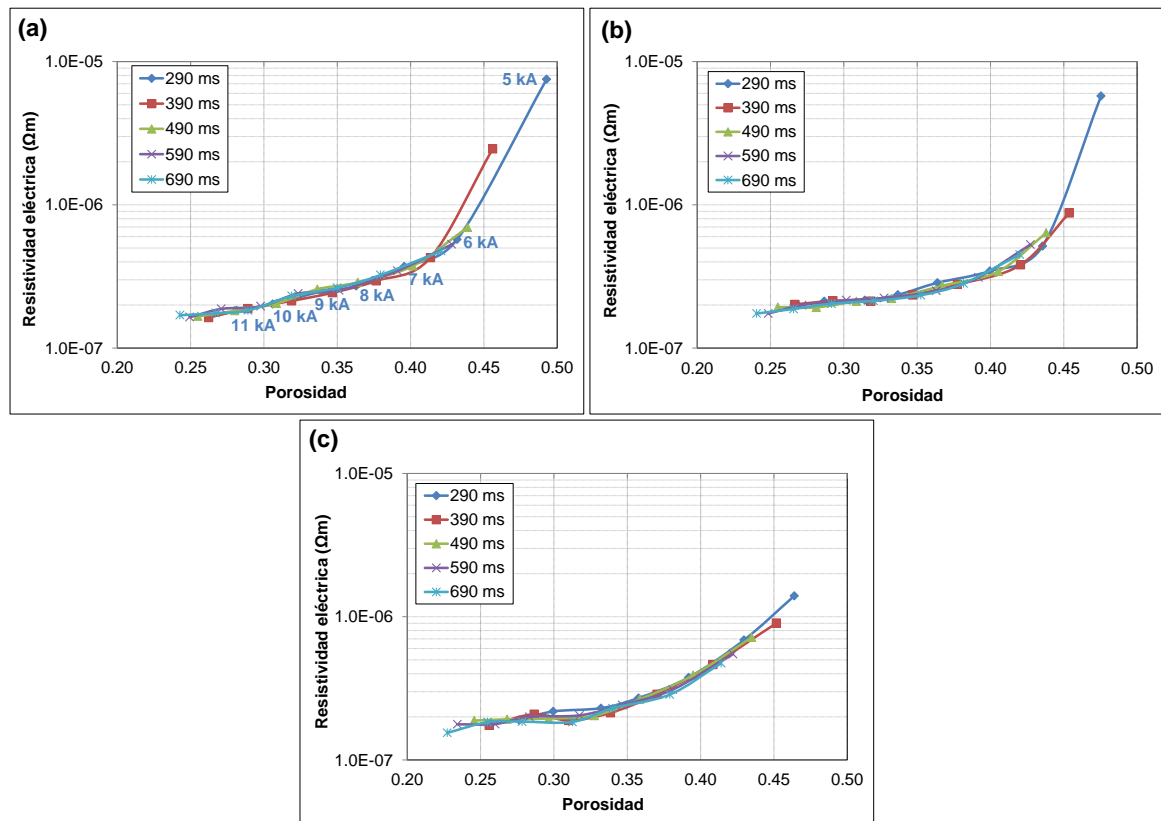 (a)
1.0E-05
1.0E-06
1.0E-07
Resistividad eléctrica (Ωm)
290 ms
390 ms
490 ms
590 ms
690 ms
5 kA
6 kA
7 kA
8 kA
9 kA
10 kA
11 kA
0.20 0.25 0.30 0.35 0.40 0.45 0.50
Porosidad
(b)
1.0E-05
1.0E-06
1.0E-07
Resistividad eléctrica (Ωm)
290 ms
390 ms
490 ms
590 ms
690 ms
0.20 0.25 0.30 0.35 0.40 0.45 0.50
Porosidad
(c)
1.0E-05
1.0E-06
1.0E-07
Resistividad eléctrica (Ωm)
290 ms
390 ms
490 ms
590 ms
690 ms
0.20 0.25 0.30 0.35 0.40 0.45 0.50
Porosidad